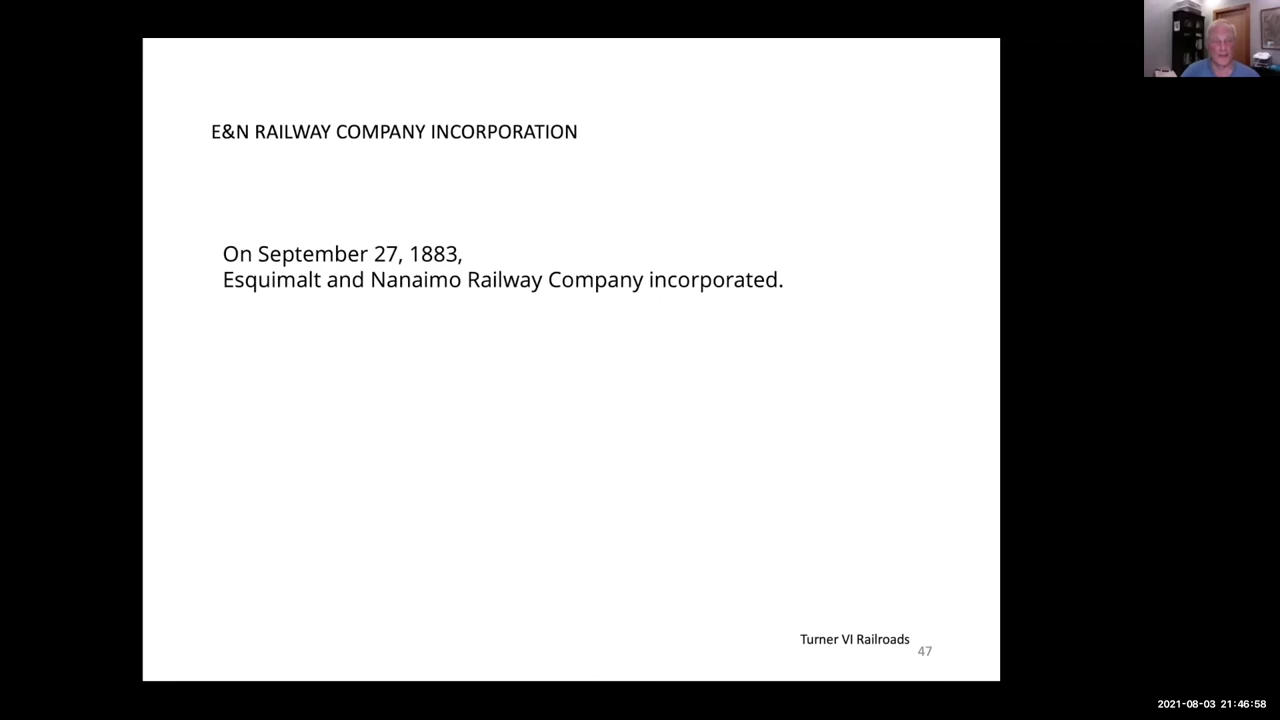 E&N RAILWAY COMPANY INCORPORATION
On September 27, 1883,
Esquimalt and Nanaimo Railway Company incorporated.
Turner VI Railroads
47
2021-08-03 21:46:58